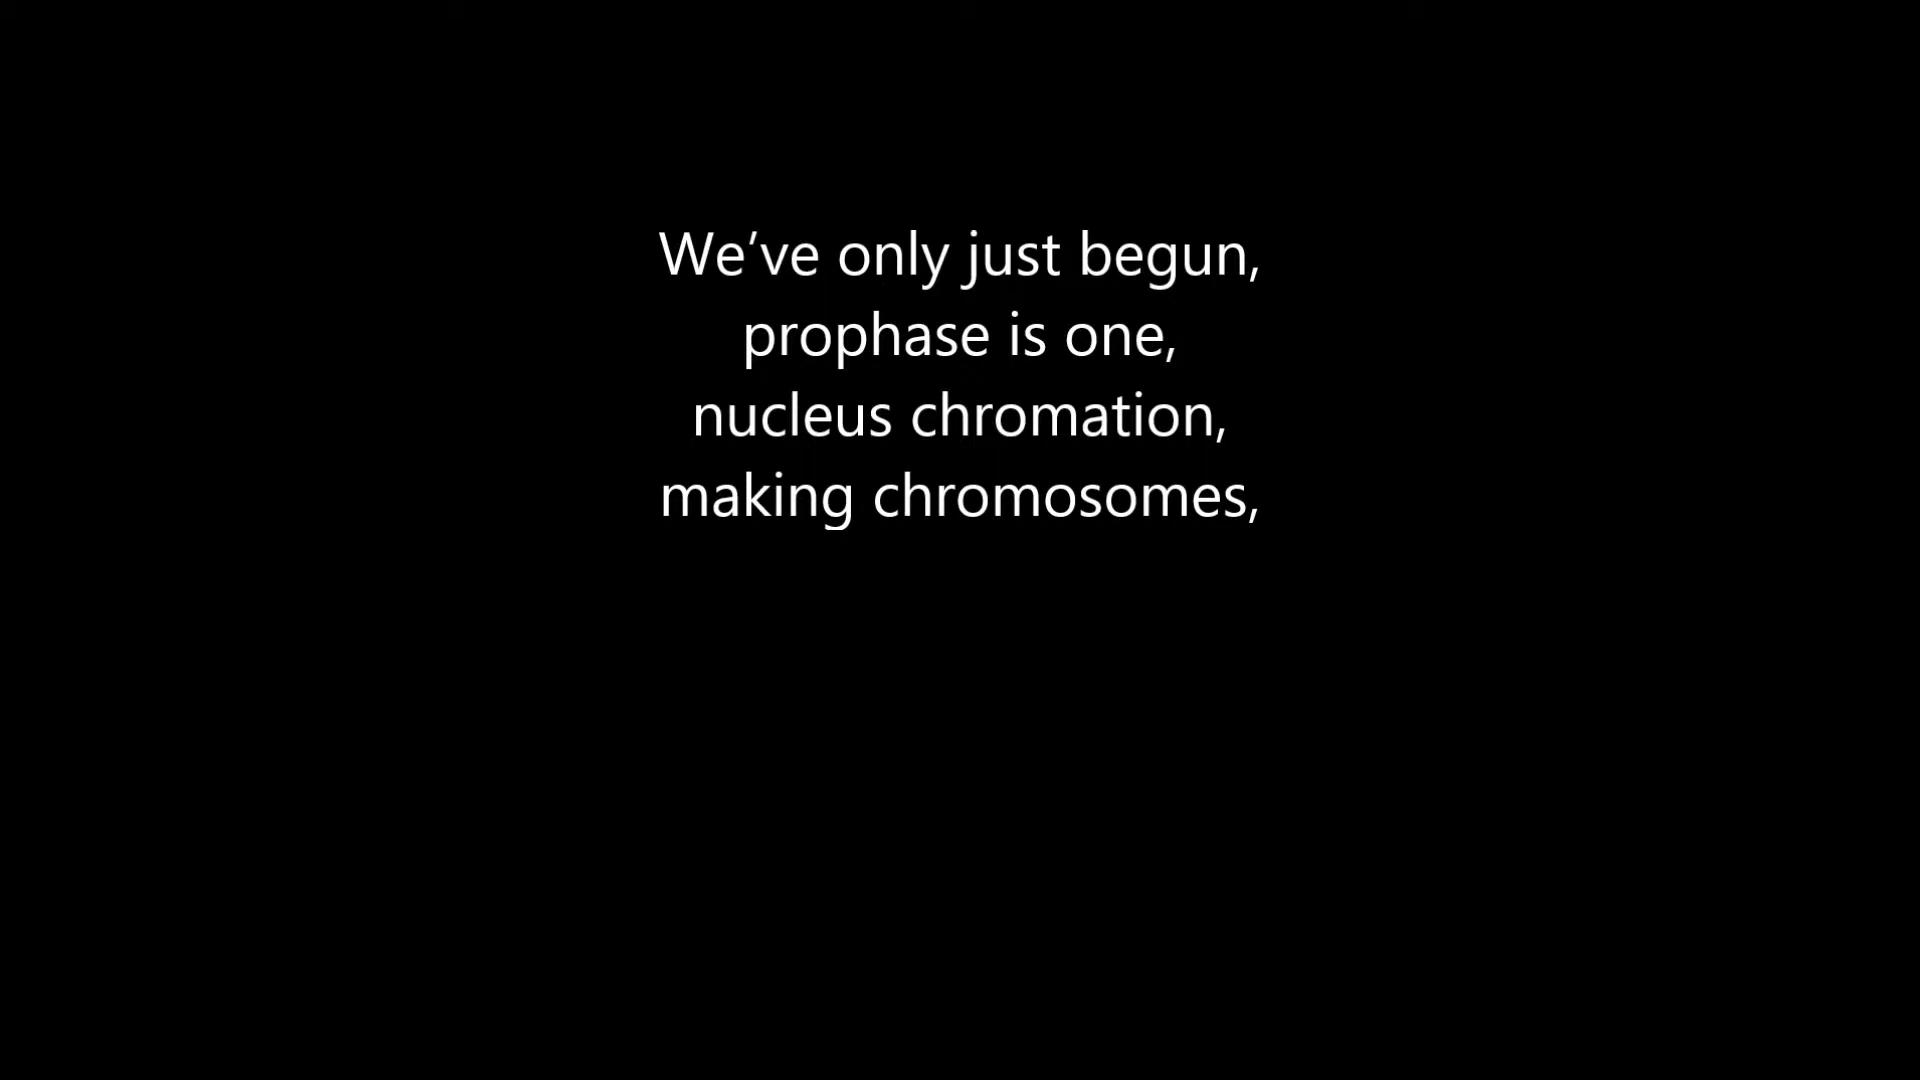 We’ve only just begun,
prophase is one,
nucleus chromation,
making chromosomes,